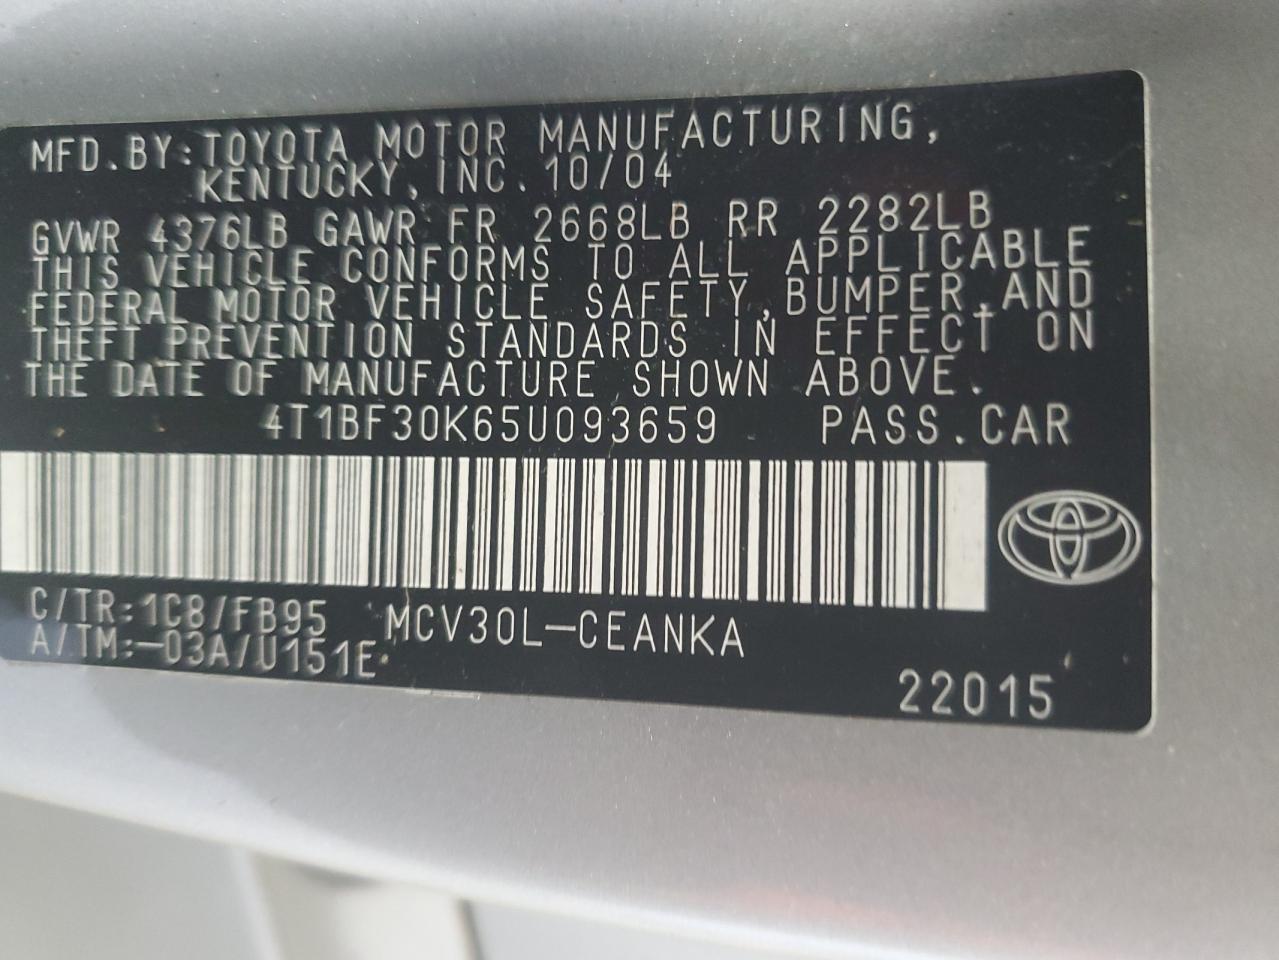 MFD.BY:TOYOTA MOTOR MANUFACTURING,
KENTUCKY, INC. 10/04
GVWR 4376LB GAWR FR 2668LB RR 2282LB
THIS VEHICLE CONFORMS TO ALL APPLICABLE
FEDERAL MOTOR VEHICLE SAFETY,BUMPER,AND
THEFT PREVENTION STANDARDS IN EFFECT ON
THE DATE OF MANUFACTURE SHOWN ABOVE.
4T1BF30K65U093659 PASS.CAR
C/TR:1C8/FB95 MCV30L-CEANKA
A/TM:-03A/U151E
22015